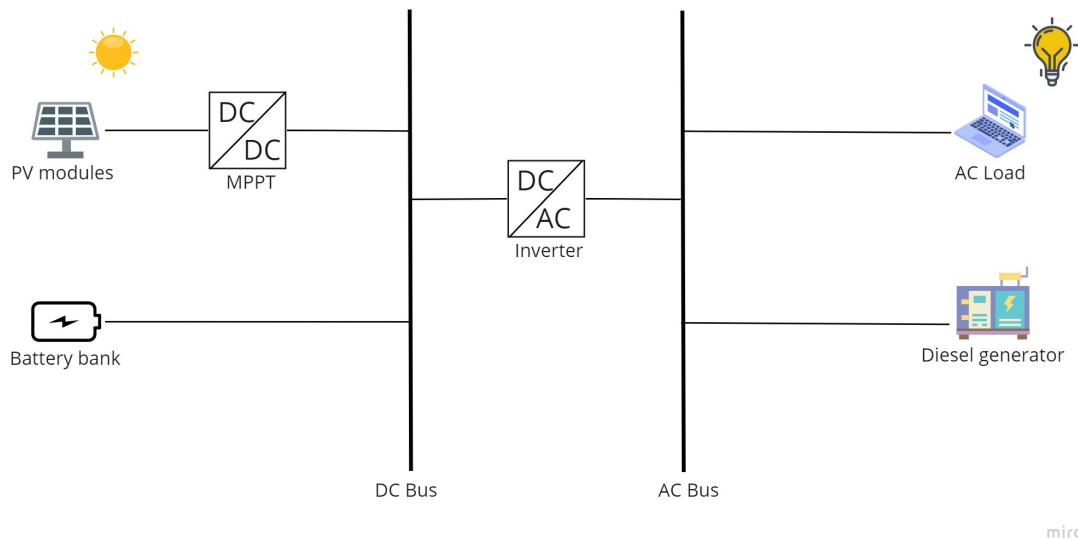 DC
DC
PV modules
MPPT
DC
AC
Inverter
AC Load
Battery bank
Diesel generator
DC Bus
AC Bus